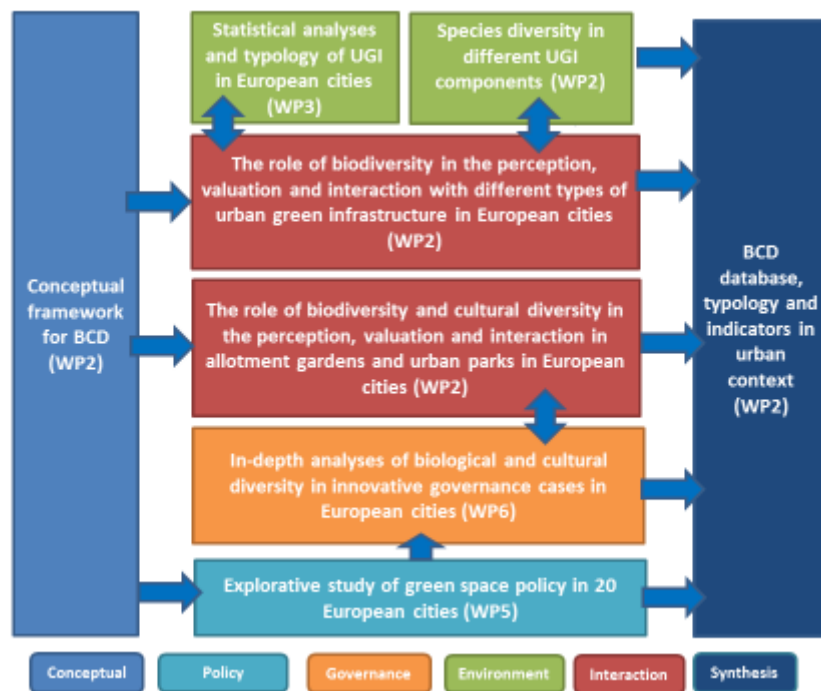 Statistical analyses
and typology of UGI
in European cities
(WP3)
Species diversity in
different UGI
components (WP2)
The role of biodiversity in the perception,
valuation and interaction with different types of
urban green infrastructure in European cities
(WP2)
Conceptual
framework
for BCD
(WP2)
The role of biodiversity and cultural diversity in
the perception, valuation and interaction in
allotment gardens and urban parks in European
cities (WP2)
BCD
database,
typology and
indicators in
urban
context
(WP2)
In-depth analyses of biological and cultural
diversity in innovative governance cases in
European cities (WP6)
Explorative study of green space policy in 20
European cities (WP5)
Conceptual
Policy
Governance
Environment
Interaction
Synthesis